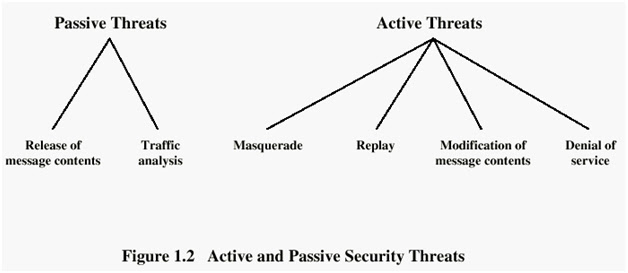 Passive Threats
Active Threats
Release of
message contents
Traffic
analysis
Masquerade
Replay
Modification of
message contents
Denial of
service
Figure 1.2 Active and Passive Security Threats